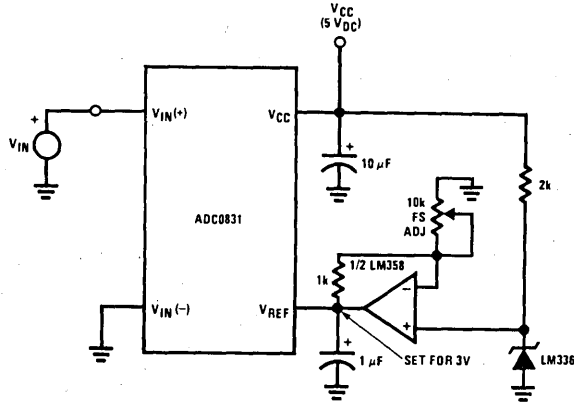 VCC
(5 VDC)
VIN(+)
VCC
+
VIN
+
10 µF
2k
10k
FS
ADJ
ADC0831
1/2 LM358
1k
−
VIN(−)
VREF
+
+
1 µF
SET FOR 3V
LM336